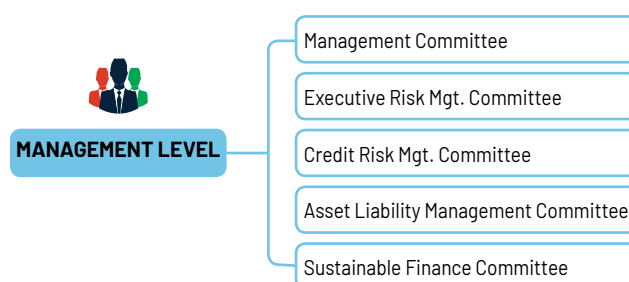 MANAGEMENT LEVEL
Management Committee
Executive Risk Mgt. Committee
Credit Risk Mgt. Committee
Asset Liability Management Committee
Sustainable Finance Committee